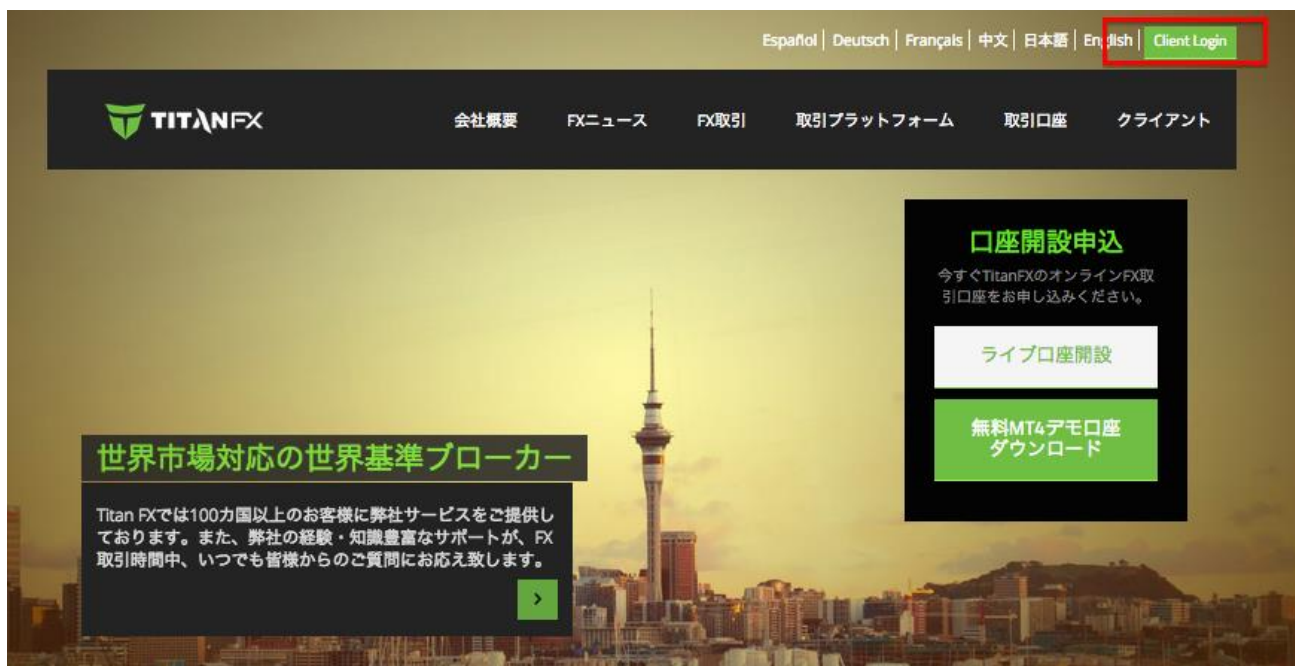 Español | Deutsch | Français | 中文 | 日本語 | English | Client Login
TITANFX
会社概要 FXニュース FX取引 取引プラットフォーム 取引口座 クライアント
口座開設申込
今すぐTitanFXのオンラインFX取
引口座をお申し込みください。
ライブ口座開設
無料MT4デモ口座
ダウンロード
世界市場対応の世界基準ブローカー
Titan FXでは100カ国以上のお客様に弊社サービスをご提供し
ております。また、弊社の経験・知識豊富なサポートが、FX
取引時間中、いつでも皆様からのご質問にお応え致します。